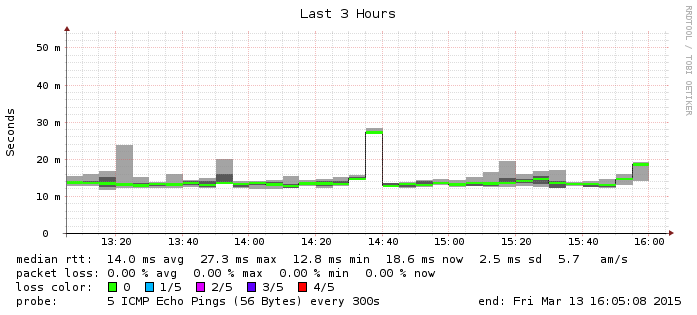 Last 3 Hours
RRDTOOL / TOBI OETIKER
Seconds
50 m
40 m
30 m
20 m
10 m
0
13:20 13:40 14:00 14:20 14:40 15:00 15:20 15:40 16:00
median rtt: 14.0 ms avg 27.3 ms max 12.8 ms min 18.6 ms now 2.5 ms sd 5.7 am/s
packet loss: 0.00 % avg 0.00 % max 0.00 % min 0.00 % now
loss color: 0 1/5 2/5 3/5 4/5
probe: 5 ICMP Echo Pings (56 Bytes) every 300s end: Fri Mar 13 16:05:08 2015